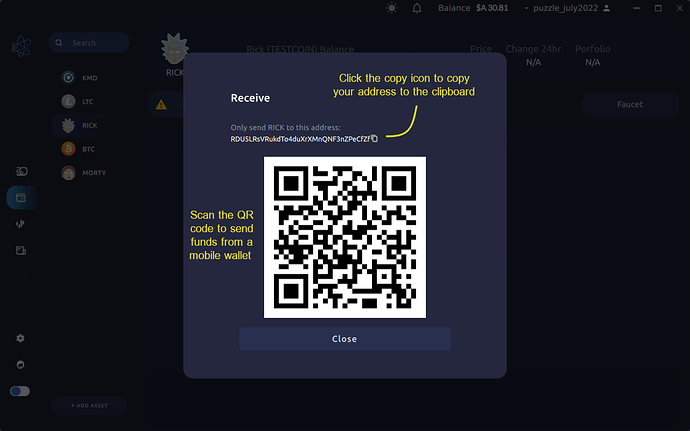 Balance $A 30.81 puzzle_july2022
Search
Rick (TESTCOIN) Balance
Price
Change 24hr
Porfolio
RICK
N/A
N/A
KMD
LTC
RICK
BTC
MORTY
Faucet
Click the copy icon to copy
your address to the clipboard
Receive
Only send RICK to this address:
RDU5LRsVRukdTo4duXrXMnQNF3nZPeCfZf
Scan the QR
code to send
funds from a
mobile wallet
Close
+ ADD ASSET